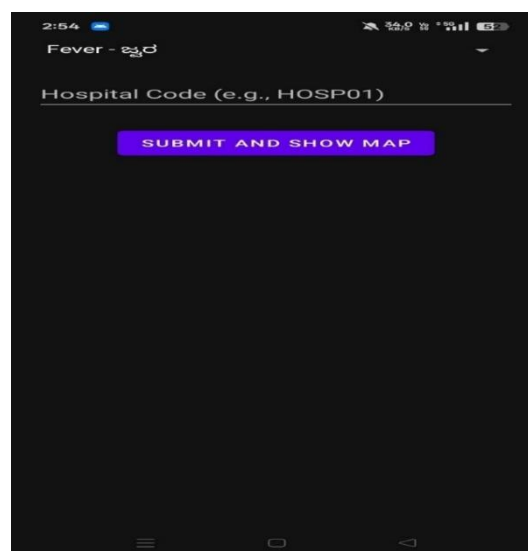 2:54
Fever - ಜ್ವರ
Hospital Code (e.g., HOSP01)
SUBMIT AND SHOW MAP